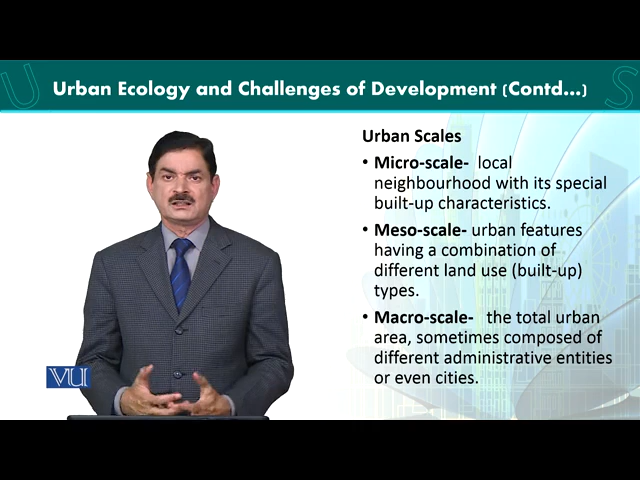 Urban Ecology and Challenges of Development (Contd...)
Urban Scales
• Micro-scale- local
neighbourhood with its special
built-up characteristics.
• Meso-scale- urban features
having a combination of
different land use (built-up)
types.
• Macro-scale- the total urban
area, sometimes composed of
different administrative entities
or even cities.
VU
U
S